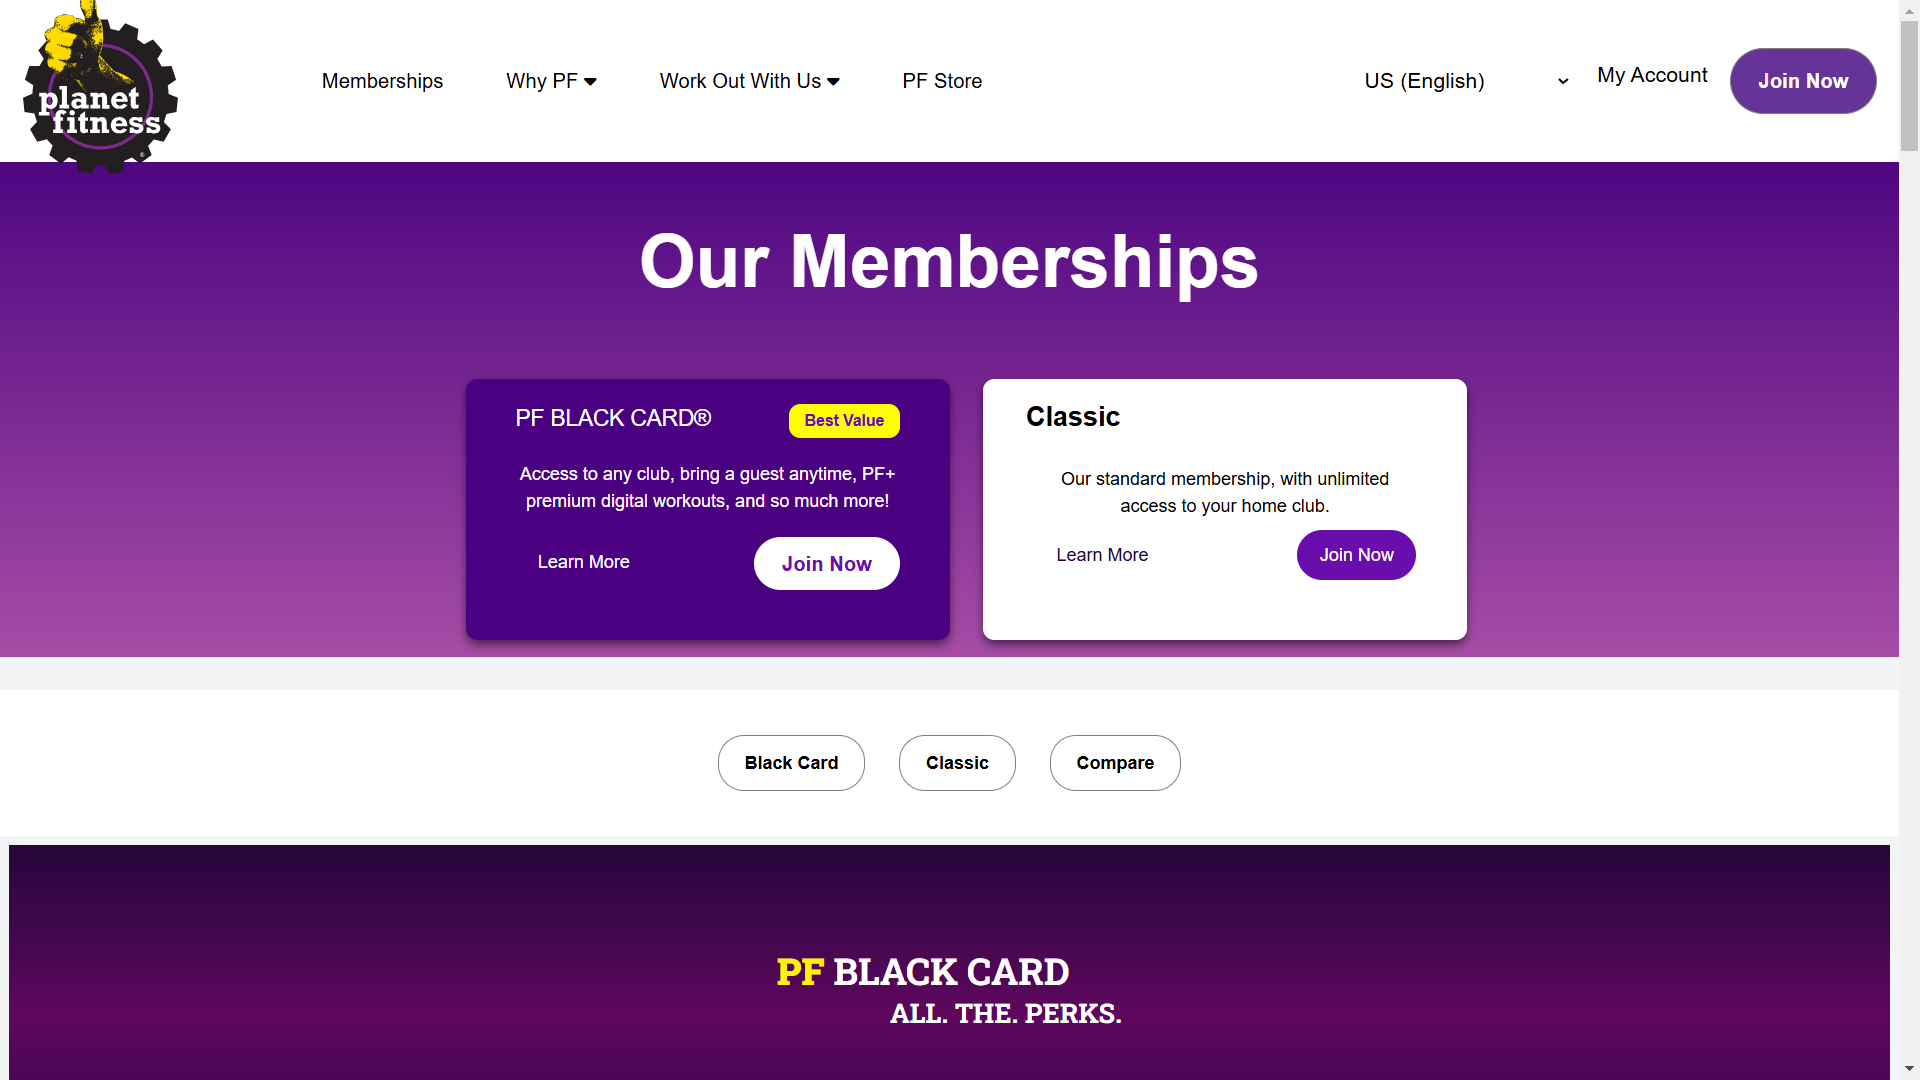 planet
fitness
®
Memberships
Why PF
Work Out With Us
PF Store
US (English)
My Account
Join Now
Our Memberships
PF BLACK CARD®
Best Value
Access to any club, bring a guest anytime, PF+
premium digital workouts, and so much more!
Learn More
Join Now
Classic
Our standard membership, with unlimited
access to your home club.
Learn More
Join Now
Black Card
Classic
Compare
PF BLACK CARD
ALL. THE. PERKS.